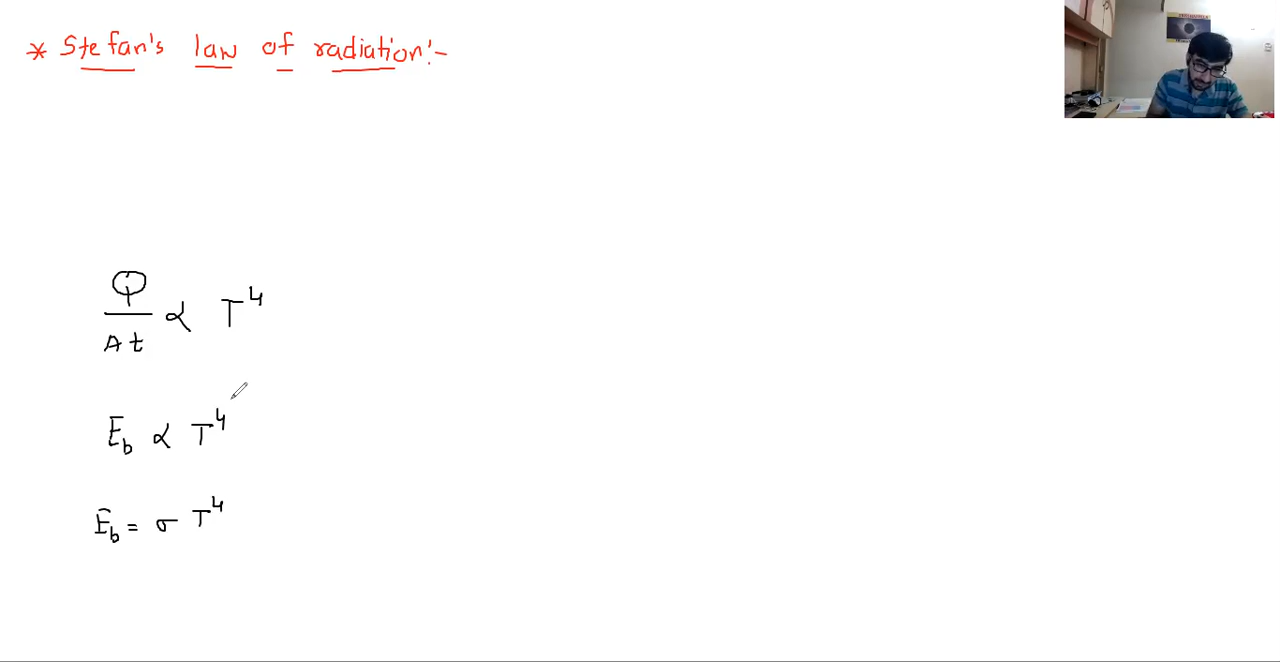 * Stefan's law of radiation:-
Q
At ∝ T⁴
E_b ∝ T⁴
E_b = σ T⁴